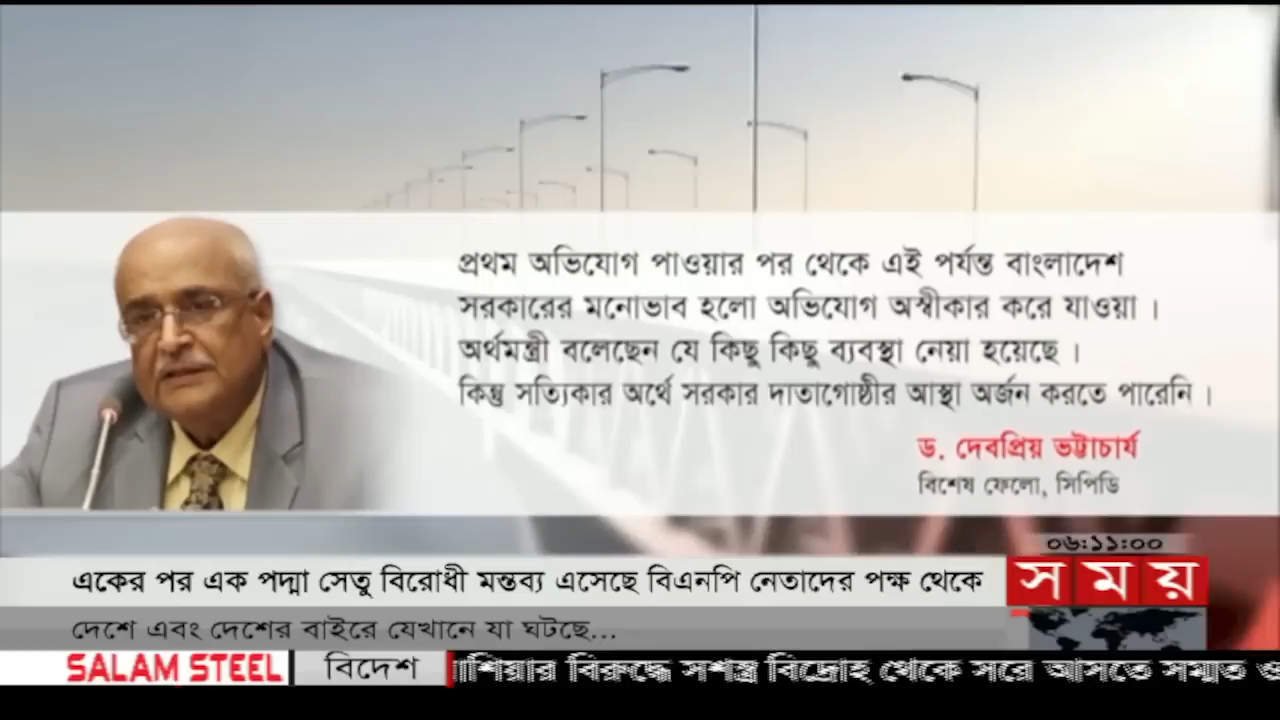 প্রথম অভিযোগ পাওয়ার পর থেকে এই পর্যন্ত বাংলাদেশ
সরকারের মনোভাব হলো অভিযোগ অস্বীকার করে যাওয়া ।
অর্থমন্ত্রী বলেছেন যে কিছু কিছু ব্যবস্থা নেয়া হয়েছে ।
কিন্তু সত্যিকার অর্থে সরকার দাতাগোষ্ঠীর আস্থা অর্জন করতে পারেনি ।
ড. দেবপ্রিয় ভট্টাচার্য
বিশেষ ফেলো, সিপিডি
০৬:১১:০০
একের পর এক পদ্মা সেতু বিরোধী মন্তব্য এসেছে বিএনপি নেতাদের পক্ষ থেকে
সময়
দেশে এবং দেশের বাইরে যেখানে যা ঘটছে...
SALAM STEEL বিদেশ বিরুদ্ধে সশস্ত্র বিদ্রোহ থেকে সরে আসতে সম্মত